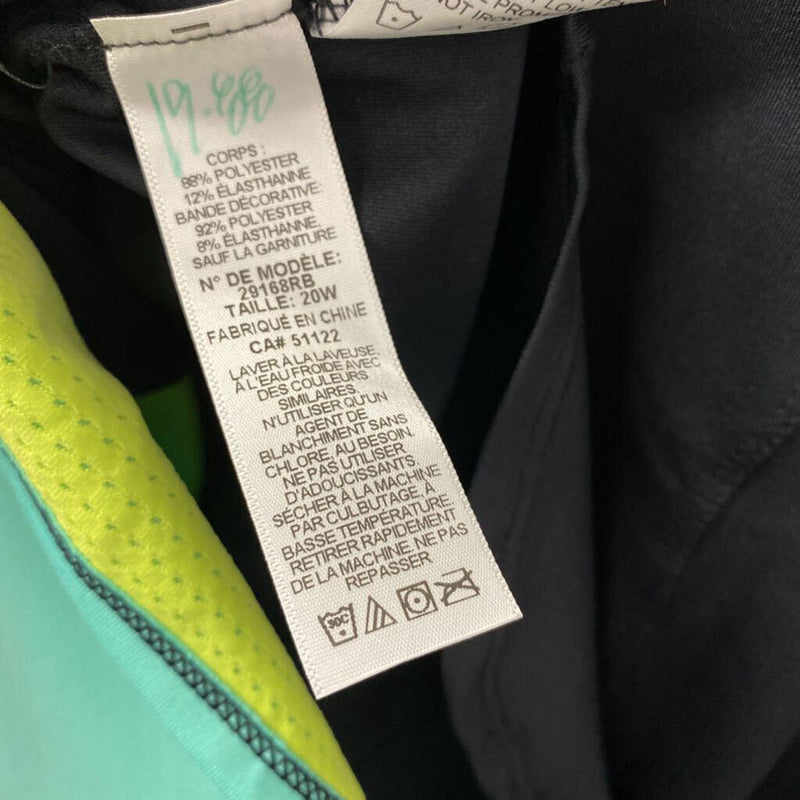 NOT IRON
19.88
CORPS :
88% POLYESTER
12% ÉLASTHANNE
BANDE DÉCORATIVE:
92% POLYESTER
8% ÉLASTHANNE,
SAUF LA GARNITURE
N° DE MODÈLE:
29168RB
TAILLE: 20W
FABRIQUÉ EN CHINE
CA# 51122
LAVER À LA LAVEUSE,
À L'EAU FROIDE AVEC
DES COULEURS
SIMILAIRES.
N'UTILISER QU'UN
AGENT DE
BLANCHIMENT SANS
CHLORE, AU BESOIN.
NE PAS UTILISER
D'ADOUCISSANTS.
SÉCHER À LA MACHINE
PAR CULBUTAGE, À
BASSE TEMPÉRATURE
RETIRER RAPIDEMENT
DE LA MACHINE. NE PAS
REPASSER
30C